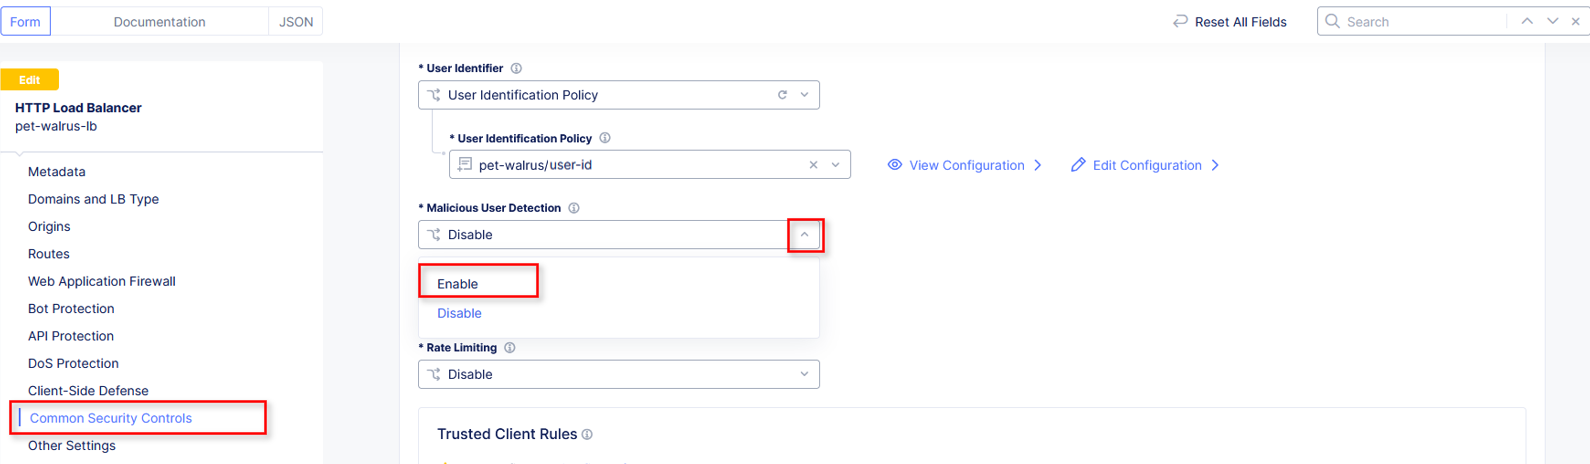 Form
Documentation
JSON
Reset All Fields
Search
Edit
HTTP Load Balancer
pet-walrus-lb
Metadata
Domains and LB Type
Origins
Routes
Web Application Firewall
Bot Protection
API Protection
DoS Protection
Client-Side Defense
Common Security Controls
Other Settings
* User Identifier
User Identification Policy
* User Identification Policy
pet-walrus/user-id
View Configuration
Edit Configuration
* Malicious User Detection
Disable
Enable
Disable
* Rate Limiting
Disable
Trusted Client Rules